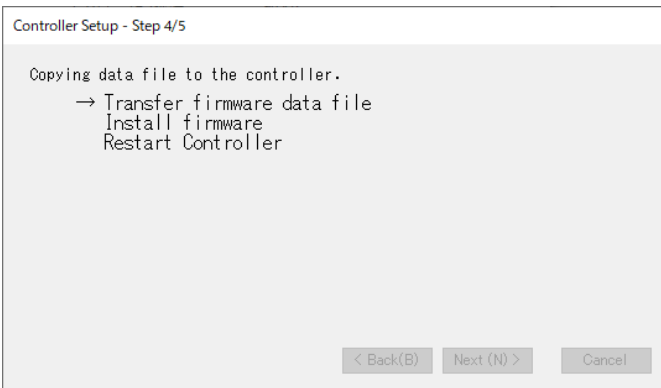 Controller Setup - Step 4/5
Copying data file to the controller.
→ Transfer firmware data file
Install firmware
Restart Controller
< Back(B)
Next (N) >
Cancel